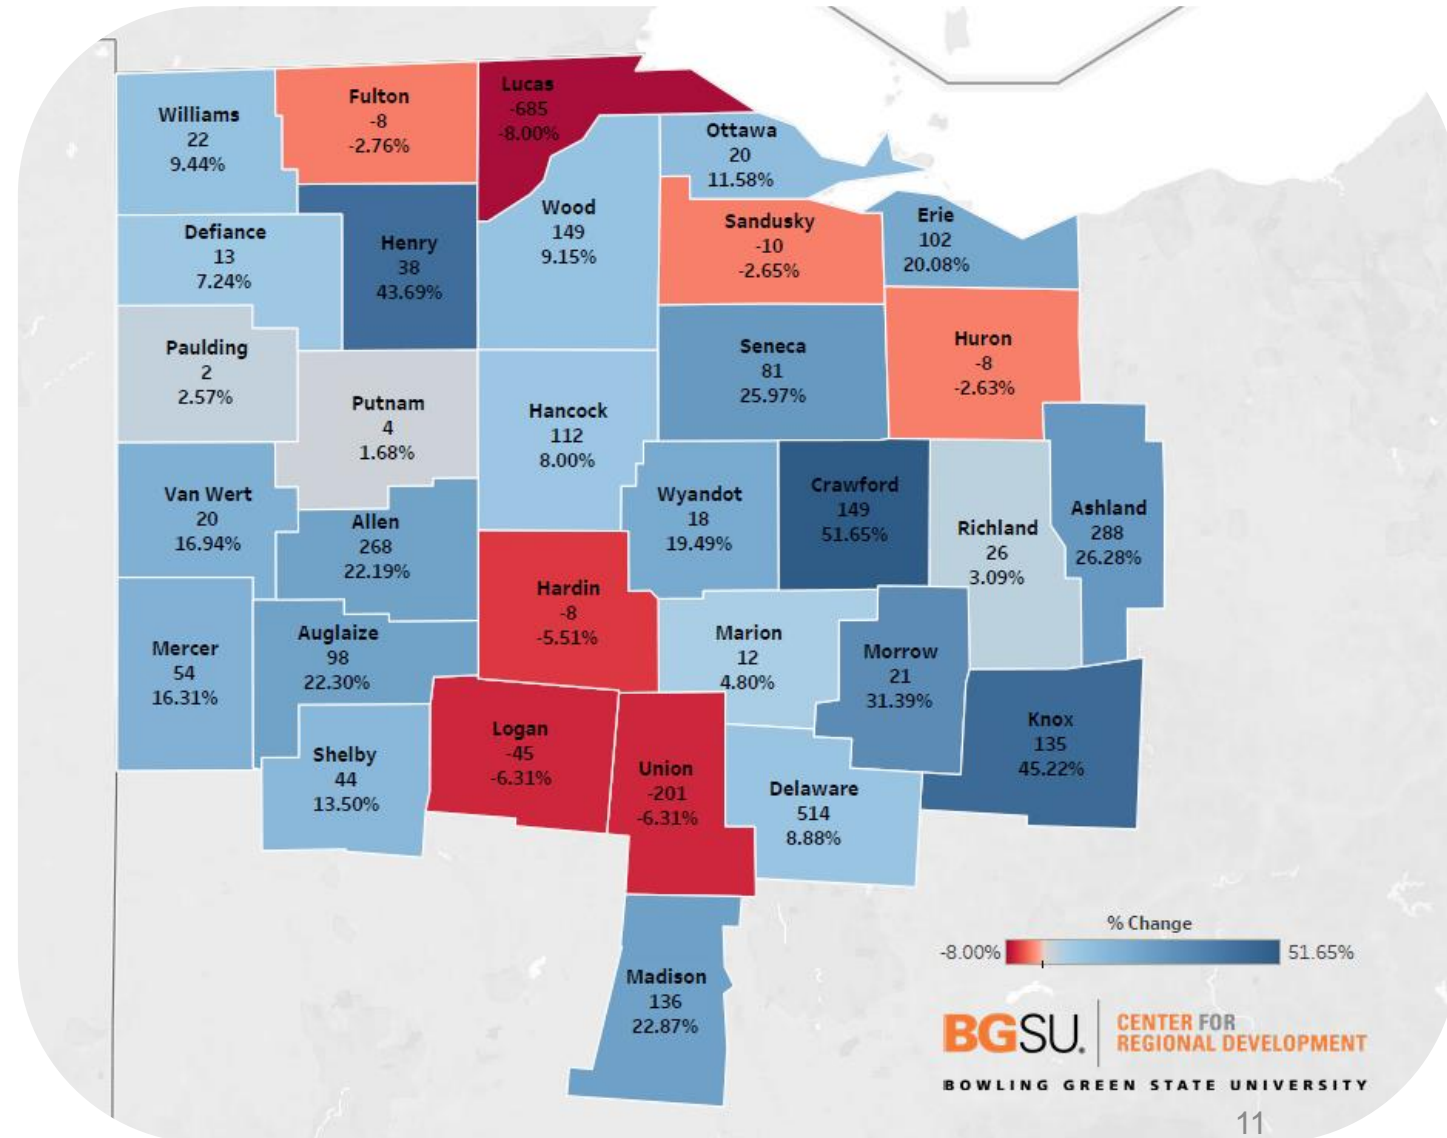 Williams
22
9.44%
Fulton
-8
-2.76%
Lucas
-685
-8.00%
Ottawa
20
11.58%
Defiance
13
7.24%
Henry
38
43.69%
Wood
149
9.15%
Sandusky
-10
-2.65%
Erie
102
20.08%
Paulding
2
2.57%
Putnam
4
1.68%
Hancock
112
8.00%
Seneca
81
25.97%
Huron
-8
-2.63%
Van Wert
20
16.94%
Allen
268
22.19%
Wyandot
18
19.49%
Crawford
149
51.65%
Richland
26
3.09%
Ashland
288
26.28%
Mercer
54
16.31%
Auglaize
98
22.30%
Hardin
-8
-5.51%
Marion
12
4.80%
Morrow
21
31.39%
Shelby
44
13.50%
Logan
-45
-6.31%
Union
-201
-6.31%
Delaware
514
8.88%
Knox
135
45.22%
Madison
136
22.87%
% Change
-8.00% 51.65%
BGSU. CENTER FOR
REGIONAL DEVELOPMENT
BOWLING GREEN STATE UNIVERSITY
11